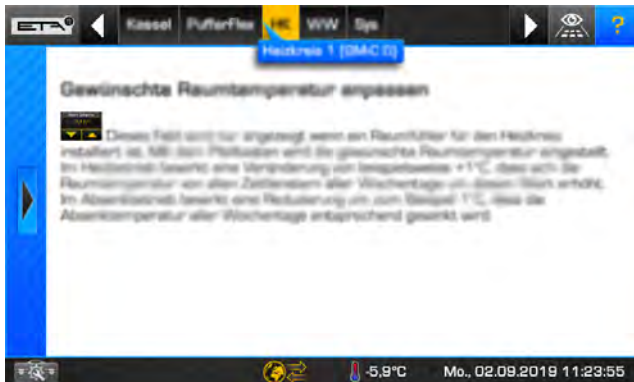 ETA
Kessel PufferFlex HK WW Sys
?
Heizkreis 1 (GM-C 0)
Gewünschte Raumtemperatur anpassen
Dieses Feld wird nur angezeigt wenn ein Raumfühler für den Heizkreis
installiert ist. Mit den Pfeiltasten wird die gewünschte Raumtemperatur eingestellt.
Im Heizbetrieb bewirkt eine Veränderung von beispielsweise +1°C, dass sich die
Raumtemperatur von allen Zeitfenstern aller Wochentage um diesen Wert erhöht.
Im Absenkbetrieb bewirkt eine Reduzierung um zum Beispiel 1°C, dass die
Absenktemperatur aller Wochentage entsprechend gesenkt wird.
-5,9°C Mo., 02.09.2019 11:23:55